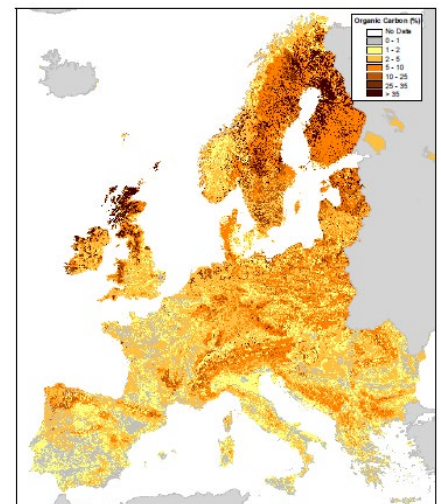 Organic Carbon (%)
No Data
0 - 1
1 - 2
2 - 5
5 - 10
10 - 25
25 - 35
> 35